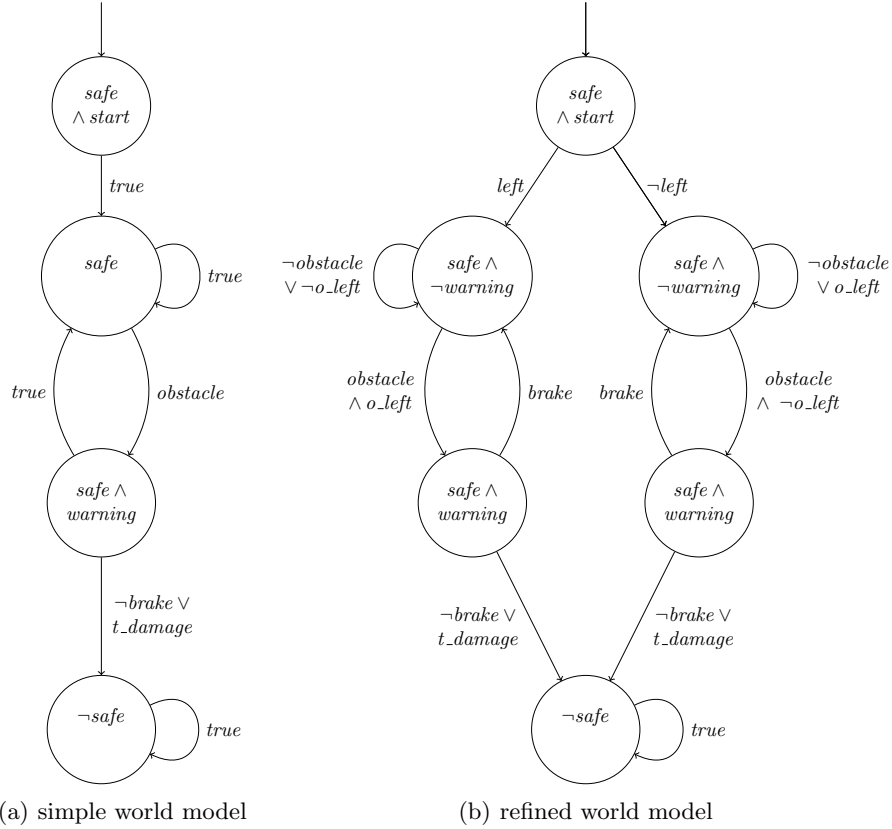 safe
∧ start
true
safe
true
true
obstacle
safe ∧
warning
¬brake ∨
t_damage
¬safe
true
(a) simple world model
safe
∧ start
left
¬left
¬obstacle
∨ ¬o_left
safe ∧
¬warning
safe ∧
¬warning
¬obstacle
∨ o_left
obstacle
∧ o_left
brake
brake
obstacle
∧ ¬o_left
safe ∧
warning
safe ∧
warning
¬brake ∨
t_damage
¬brake ∨
t_damage
¬safe
true
(b) refined world model